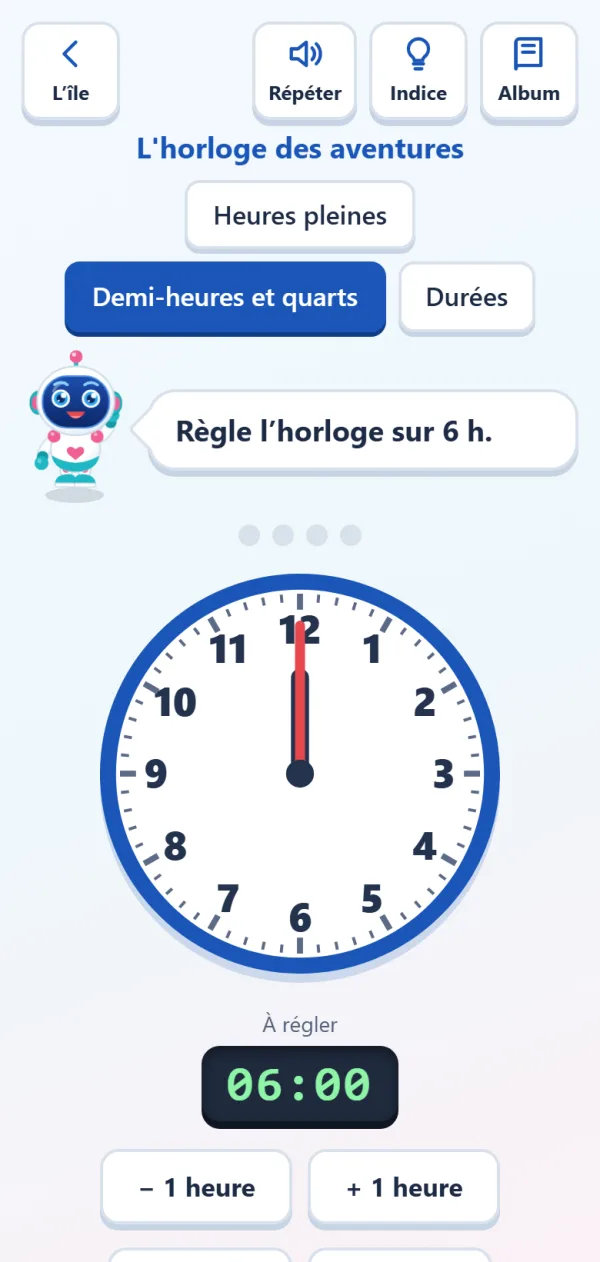 L'île
Répéter
Indice
Album
L'horloge des aventures
Heures pleines
Demi-heures et quarts
Durées
Règle l'horloge sur 6 h.
12
11
1
10
2
9
3
8
4
7
5
6
À régler
06:00
− 1 heure
+ 1 heure